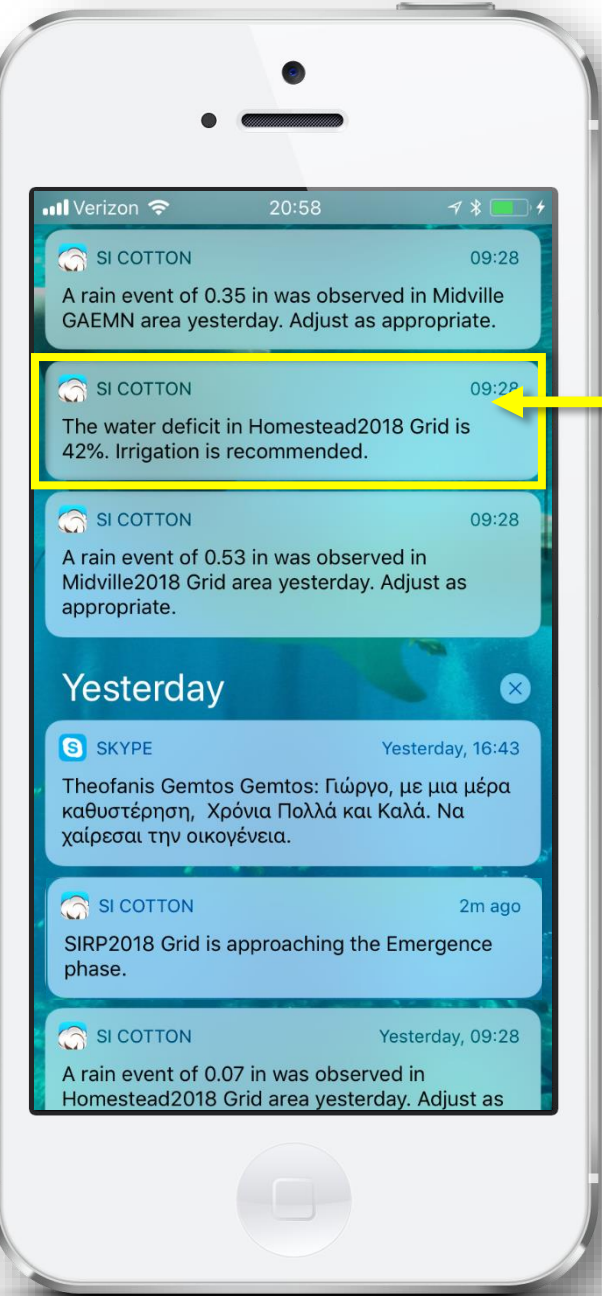 Verizon 20:58
SI COTTON 09:28
A rain event of 0.35 in was observed in Midville
GAEMN area yesterday. Adjust as appropriate.
SI COTTON 09:28
The water deficit in Homestead2018 Grid is
42%. Irrigation is recommended.
SI COTTON 09:28
A rain event of 0.53 in was observed in
Midville2018 Grid area yesterday. Adjust as
appropriate.
Yesterday
S SKYPE Yesterday, 16:43
Theofanis Gemtos Gemtos: Γιώργο, με μια μέρα
καθυστέρηση, Χρόνια Πολλά και Καλά. Να
χαίρεσαι την οικογένεια.
SI COTTON 2m ago
SIRP2018 Grid is approaching the Emergence
phase.
SI COTTON Yesterday, 09:28
A rain event of 0.07 in was observed in
Homestead2018 Grid area yesterday. Adjust as